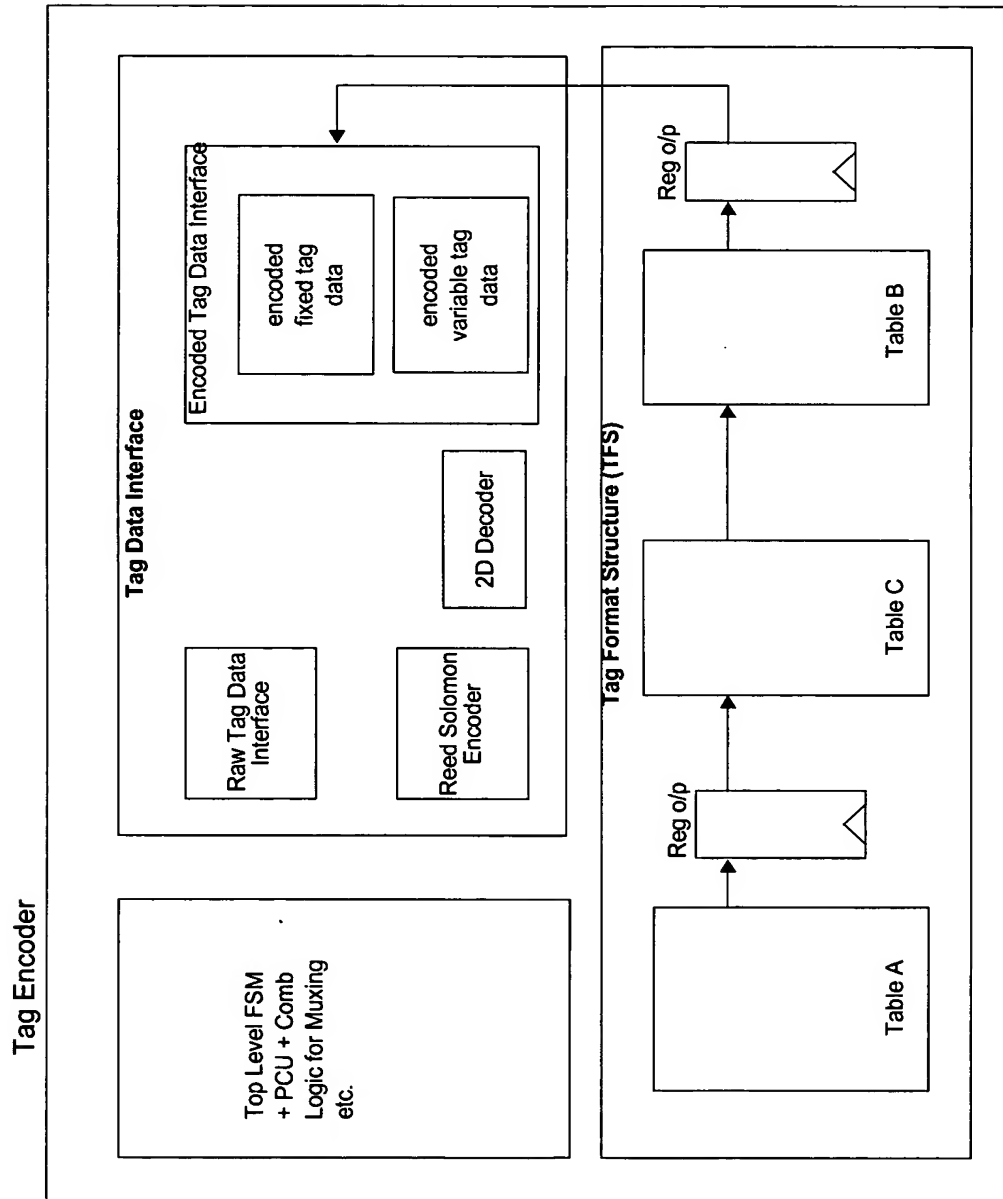 Tag Encoder
Top Level FSM
+ PCU + Comb
Logic for Muxing
etc.
Tag Data Interface
Raw Tag Data
Interface
Reed Solomon
Encoder
2D Decoder
Encoded Tag Data Interface
encoded
fixed tag
data
encoded
variable tag
data
Tag Format Structure (TFS)
Table A
Reg o/p
Table C
Table B
Reg o/p